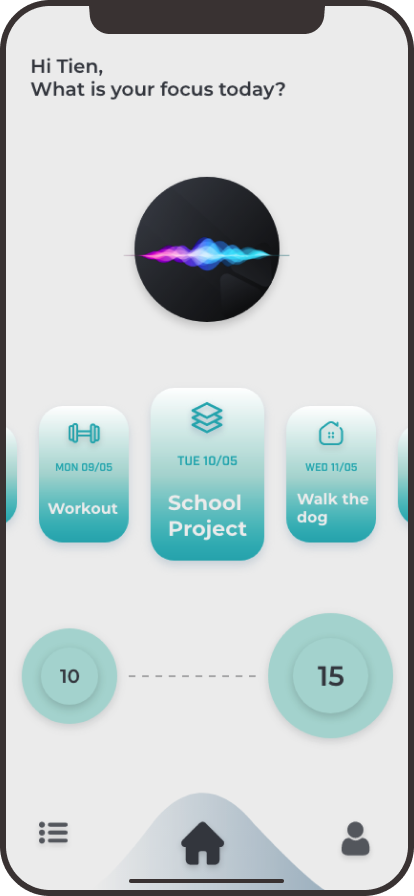 Hi Tien,
What is your focus today?
MON 09/05
Workout
TUE 10/05
School
Project
WED 11/05
Walk the
dog
10
15